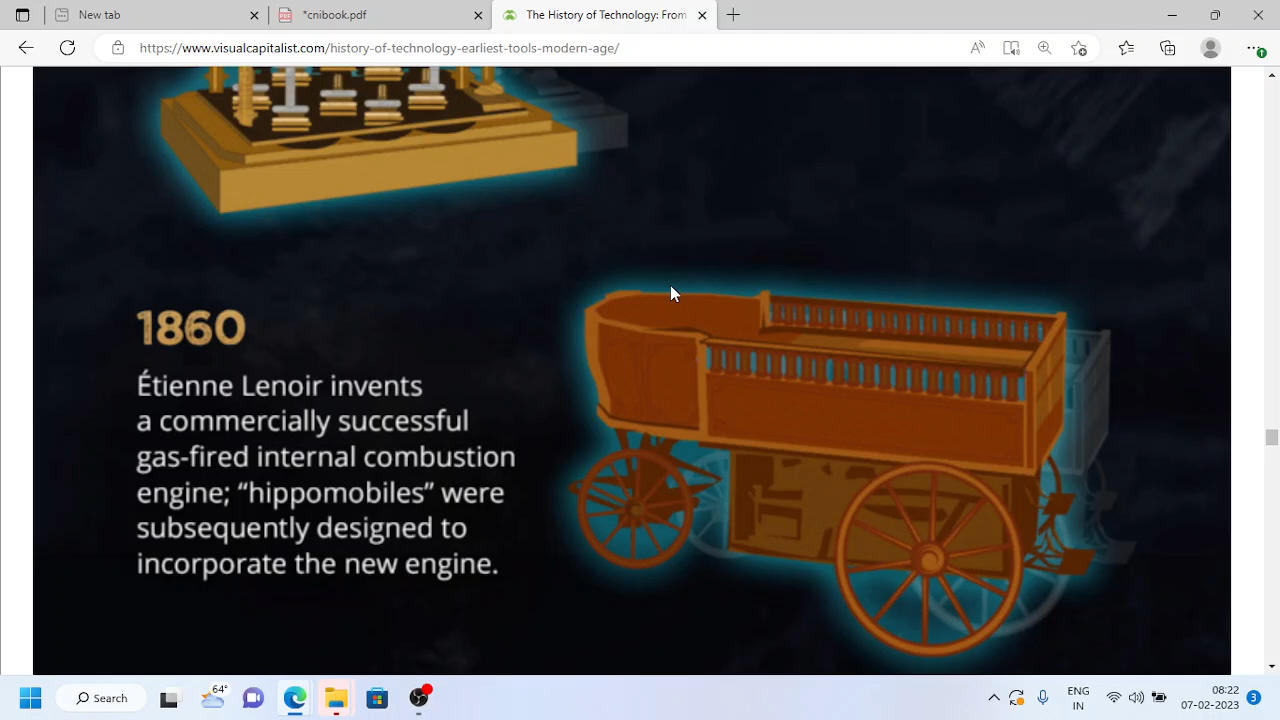 New tab
*cnibook.pdf
The History of Technology: From
https://www.visualcapitalist.com/history-of-technology-earliest-tools-modern-age/
1860
Étienne Lenoir invents
a commercially successful
gas-fired internal combustion
engine; “hippomobiles” were
subsequently designed to
incorporate the new engine.
Search
64°
ENG
IN
08:22
07-02-2023
3